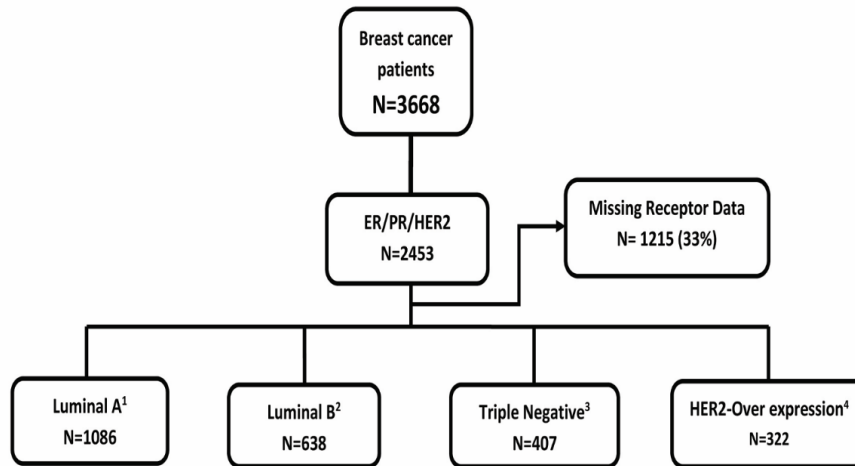 Breast cancer
patients
N=3668
ER/PR/HER2
N=2453
Missing Receptor Data
N= 1215 (33%)
Luminal A¹
N=1086
Luminal B²
N=638
Triple Negative³
N=407
HER2-Over expression⁴
N=322